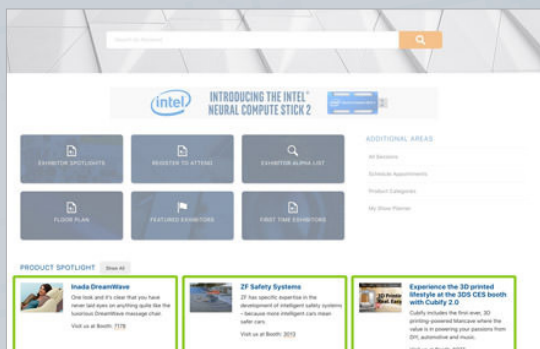 Search for Exhibitors
intel
INTRODUCING THE INTEL®
NEURAL COMPUTE STICK 2
EXHIBITOR SPOTLIGHTS
REGISTER TO ATTEND
EXHIBITOR ALPHA LIST
FLOOR PLAN
FEATURED EXHIBITORS
FIRST TIME EXHIBITORS
ADDITIONAL AREAS
All Sessions
Schedule Appointments
Product Categories
My Show Planner
PRODUCT SPOTLIGHT
Show All
Inada DreamWave
One look and it's clear that you have
never laid eyes on anything quite like the
luxurious DreamWave massage chair.
Visit us at Booth: 7178
ZF Safety Systems
ZF has specific expertise in the
development of intelligent safety systems
- because more intelligent cars mean
safer cars.
Visit us at Booth: 3013
3D Printing
Real. Easy
Experience the 3D printed
lifestyle at the 3DS CES booth
with Cubify 2.0
Cubify includes the first-ever, 3D
printing-powered Mancave where the
value is in powering your passions from
DIY, automotive and music.